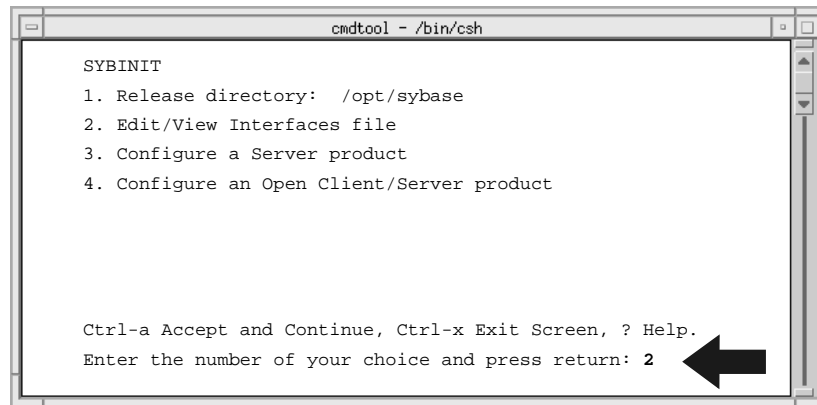 cmdtool - /bin/csh
SYBINIT
1. Release directory: /opt/sybase
2. Edit/View Interfaces file
3. Configure a Server product
4. Configure an Open Client/Server product
Ctrl-a Accept and Continue, Ctrl-x Exit Screen, ? Help.
Enter the number of your choice and press return: 2